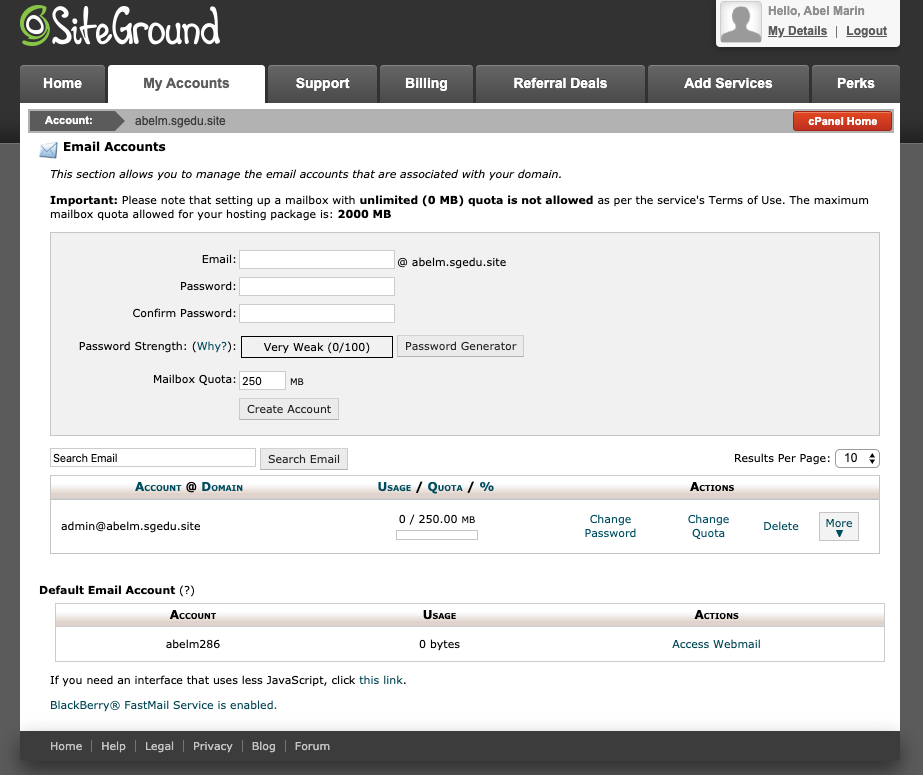 SiteGround
Hello, Abel Marin
My Details | Logout
Home
My Accounts
Support
Billing
Referral Deals
Add Services
Perks
Account: abelm.sgedu.site
cPanel Home
Email Accounts
This section allows you to manage the email accounts that are associated with your domain.
Important: Please note that setting up a mailbox with unlimited (0 MB) quota is not allowed as per the service's Terms of Use. The maximum
mailbox quota allowed for your hosting package is: 2000 MB
Email: @ abelm.sgedu.site
Password:
Confirm Password:
Password Strength: (Why?): Very Weak (0/100) Password Generator
Mailbox Quota: 250 MB
Create Account
Search Email Search Email Results Per Page: 10
Account @ Domain Usage / Quota / % Actions
admin@abelm.sgedu.site 0 / 250.00 MB Change Password Change Quota Delete More ▼
Default Email Account (?)
Account Usage Actions
abelm286 0 bytes Access Webmail
If you need an interface that uses less JavaScript, click this link.
BlackBerry® FastMail Service is enabled.
Home | Help | Legal | Privacy | Blog | Forum